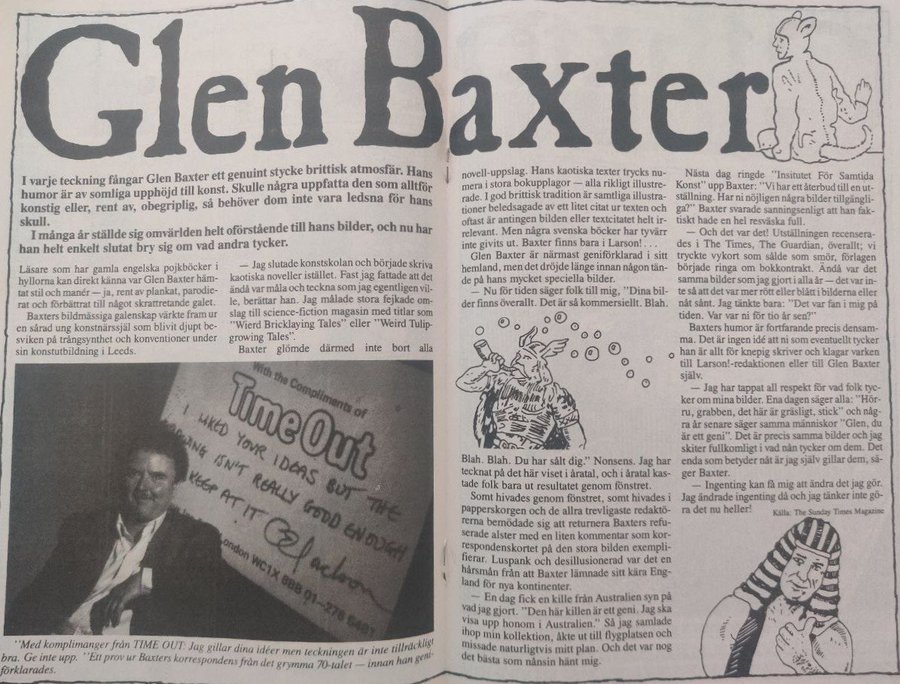 Glen Baxter
I varje teckning fångar Glen Baxter ett genuint stycke brittisk atmosfär. Hans
humor är av somliga upphöjd till konst. Skulle några uppfatta den som alltför
konstig eller, rent av, obegriplig, så behöver dom inte vara ledsna för hans
skull.
I många år ställde sig omvärlden helt oförstående till hans bilder, och nu har
han helt enkelt slutat bry sig om vad andra tycker.
Läsare som har gamla engelska pojkböcker i
hyllorna kan direkt känna var Glen Baxter häm-
tat stil och manér — ja, rent av plankat, parodie-
rat och förbättrat till något skrattretande galet.
Baxters bildmässiga galenskap värkte fram ur
en sårad ung konstnärssjäl som blivit djupt be-
sviken på trångsynthet och konventioner under
sin konstutbildning i Leeds.
— Jag slutade konstskolan och började skriva
kaotiska noveller istället. Fast jag fattade att det
ändå var måla och teckna som jag egentligen vil-
le, berättar han. Jag målade stora fejkade om-
slag till science-fiction magasin med titlar som
"Wierd Bricklaying Tales" eller "Weird Tulip-
growing Tales".
Baxter glömde därmed inte bort alla
With the Compliments of
Time Out
I LIKED YOUR IDEAS BUT THE
DRAWING ISN'T REALLY GOOD ENOUGH
KEEP AT IT
London WC1X 8BB 01–278
"Med komplimanger från TIME OUT: Jag gillar dina idéer men teckningen är inte tillräckligt
bra. Ge inte upp. "Ett prov ur Baxters korrespondens från det grymma 70-talet — innan han geni-
förklarades.
novell-uppslag. Hans kaotiska texter trycks nu-
mera i stora bokupplagor — alla rikligt illustre-
rade. I god brittisk tradition är samtliga illustra-
tioner beledsagade av ett litet citat ur texten och
oftast är antingen bilden eller textcitatet helt ir-
relevant. Men några svenska böcker har tyvärr
inte givits ut. Baxter finns bara i Larson!. . .
Glen Baxter är närmast geniförklarad i sitt
hemland, men det dröjde länge innan någon tän-
de på hans mycket speciella bilder.
— Nu för tiden säger folk till mig, "Dina bil-
der finns överallt. Det är så kommersiellt. Blah.
Blah. Blah. Du har sålt dig." Nonsens. Jag har
tecknat på det här viset i åratal, och i åratal kas-
tade folk bara ut resultatet genom fönstret.
Somt hivades genom fönstret, somt hivades i
papperskorgen och de allra trevligaste redaktö-
rerna bemödade sig att returnera Baxters refu-
serade alster med en liten kommentar som kor-
respondenskortet på den stora bilden exempli-
fierar. Luspank och desillusionerad var det en
hårsmån från att Baxter lämnade sitt kära Eng-
land för nya kontinenter.
— En dag fick en kille från Australien syn på
vad jag gjort. "Den här killen är ett geni. Jag ska
visa upp honom i Australien." Så jag samlade
ihop min kollektion, åkte ut till flygplatsen och
missade naturligtvis mitt plan. Och det var nog
det bästa som nånsin hänt mig.
Nästa dag ringde "Insitutet För Samtida
Konst" upp Baxter: "Vi har ett återbud till en ut-
ställning. Har ni nöjligen några bilder tillgängli-
ga?" Baxter svarade sanningsenligt att han fak-
tiskt hade en hel resväska full.
— Och det var det! Utställningen recensera-
des i The Times, The Guardian, överallt; vi
tryckte vykort som sålde som smör, förlagen
började ringa om bokkontrakt. Ändå var det
samma bilder som jag gjort i alla år — det var in-
te så att det var mer rött eller blått i bilderna eller
nåt sånt. Jag tänkte bara: "Det var fan i mig på
tiden. Var var ni för tio år sen?"
Baxters humor är fortfarande precis densam-
ma. Det är ingen idé att ni som eventuellt tycker
han är allt för knepig skriver och klagar varken
till Larson!-redaktionen eller till Glen Baxter
själv.
— Jag har tappat all respekt för vad folk tyc-
ker om mina bilder. Ena dagen säger alla: "Hör-
ru, grabben, det här är gräsligt, stick" och någ-
ra år senare säger samma människor "Glen, du
är ett geni". Det är precis samma bilder och jag
skiter fullkomligt i vad nån tycker om dem. Det
enda som betyder nåt är att jag själv gillar dem, sä-
ger Baxter.
— Ingenting kan få mig att ändra det jag gör.
Jag ändrade ingenting då och jag tänker inte gö-
ra det nu heller!
Källa: The Sunday Times Magazine